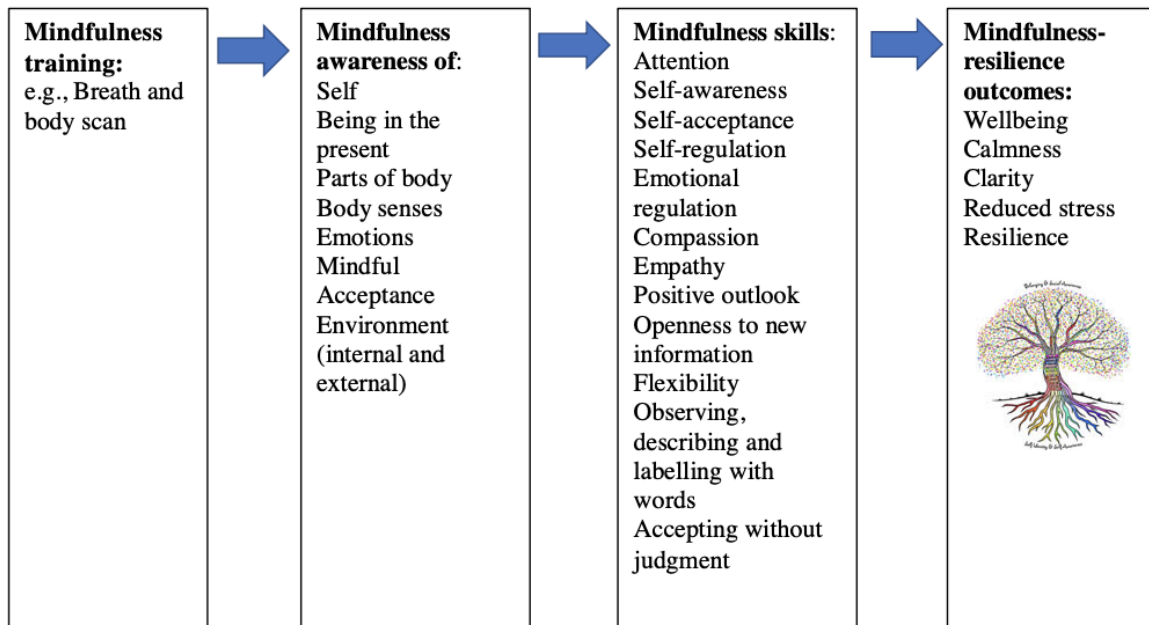 Mindfulness
training:
e.g., Breath and
body scan
Mindfulness
awareness of:
Self
Being in the
present
Parts of body
Body senses
Emotions
Mindful
Acceptance
Environment
(internal and
external)
Mindfulness skills:
Attention
Self-awareness
Self-acceptance
Self-regulation
Emotional
regulation
Compassion
Empathy
Positive outlook
Openness to new
information
Flexibility
Observing,
describing and
labelling with
words
Accepting without
judgment
Mindfulness-
resilience
outcomes:
Wellbeing
Calmness
Clarity
Reduced stress
Resilience
Belonging & Social Awareness